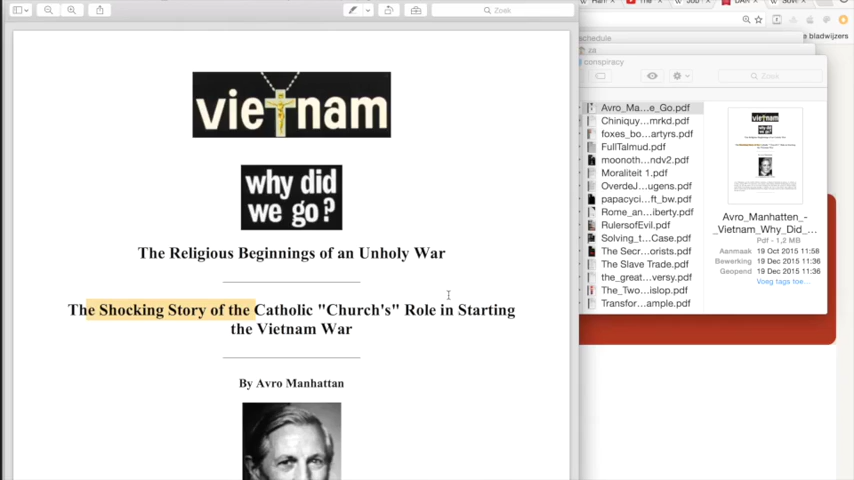 Zoek
vietnam
why did
we go?
The Religious Beginnings of an Unholy War
The Shocking Story of the Catholic "Church's" Role in Starting
the Vietnam War
By Avro Manhattan
bladwijzers
schedule
za
conspiracy
Zoek
Avro_Ma...e_Go.pdf
Chiniquy...mrkd.pdf
foxes_bo...artyrs.pdf
FullTalmud.pdf
moonoth...ndv2.pdf
Moraliteit 1.pdf
OverdeJ...ugens.pdf
papacyci...ft_bw.pdf
Rome_an...iberty.pdf
RulersofEvil.pdf
Solving_t...Case.pdf
The Secr...orists.pdf
The Slave Trade.pdf
the_great...versy.pdf
The_Two...islop.pdf
Transfor...ample.pdf
Avro_Manhatten_-
_Vietnam_Why_Did_...
Pdf - 1,2 MB
Aanmaak 19 Oct 2015 11:58
Bewerking 19 Dec 2015 11:36
Geopend 19 Dec 2015 11:36
Voeg tags toe...